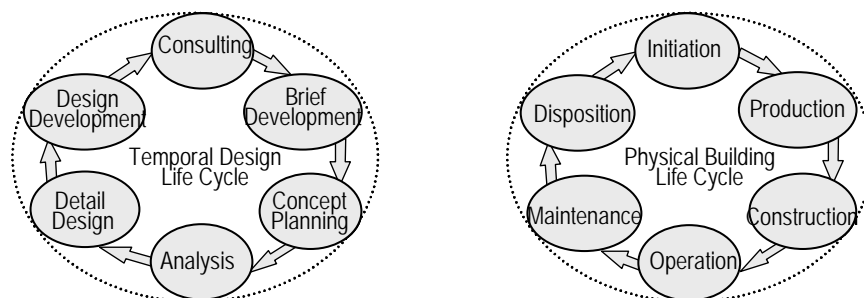 Consulting
Brief
Development
Concept
Planning
Analysis
Detail
Design
Design
Development
Temporal Design
Life Cycle
Initiation
Production
Construction
Operation
Maintenance
Disposition
Physical Building
Life Cycle